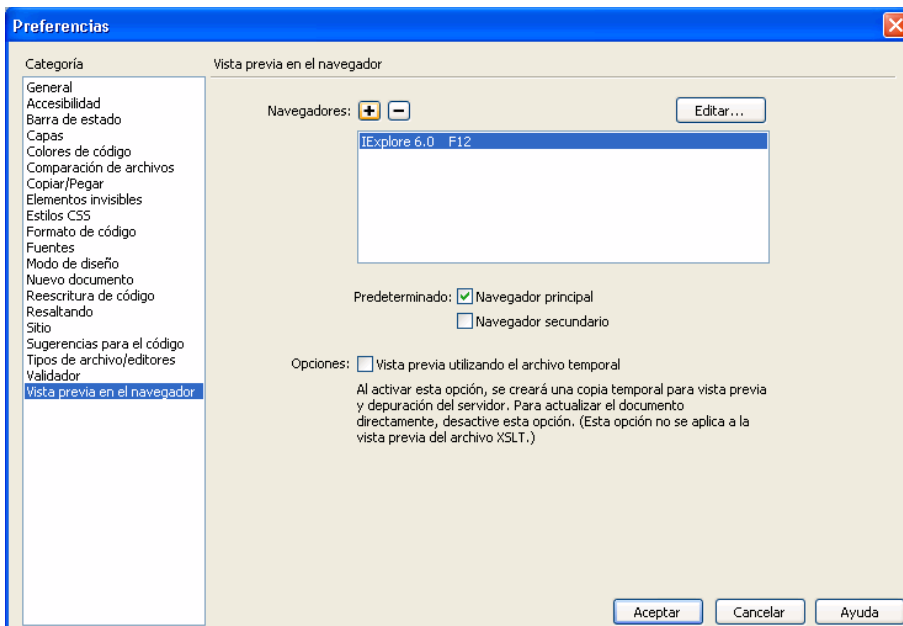 Preferencias
Categoría
General
Accesibilidad
Barra de estado
Capas
Colores de código
Comparación de archivos
Copiar/Pegar
Elementos invisibles
Estilos CSS
Formato de código
Fuentes
Modo de diseño
Nuevo documento
Reescritura de código
Resaltando
Sitio
Sugerencias para el código
Tipos de archivo/editores
Validador
Vista previa en el navegador
Vista previa en el navegador
Navegadores: + − Editar...
IExplore 6.0 F12
Predeterminado: Navegador principal
Navegador secundario
Opciones: Vista previa utilizando el archivo temporal
Al activar esta opción, se creará una copia temporal para vista previa
y depuración del servidor. Para actualizar el documento
directamente, desactive esta opción. (Esta opción no se aplica a la
vista previa del archivo XSLT.)
Aceptar Cancelar Ayuda